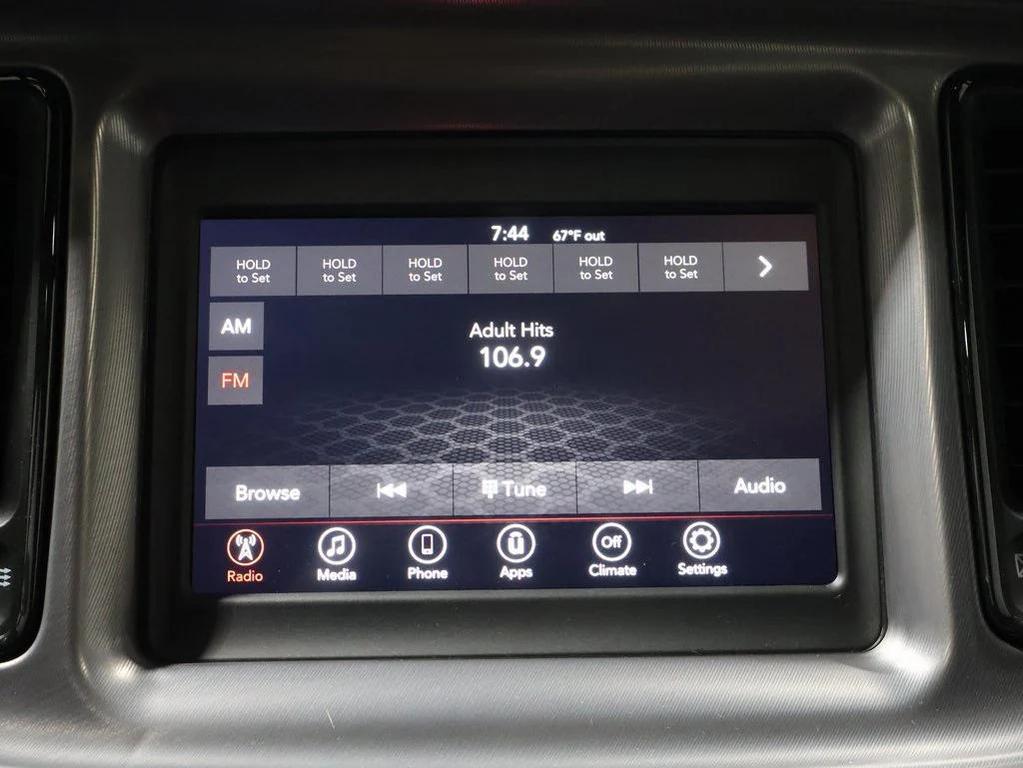 7:44 67°F out
HOLD to Set
HOLD to Set
HOLD to Set
HOLD to Set
HOLD to Set
HOLD to Set
AM
Adult Hits
106.9
FM
Browse Tune Audio
Off
Radio Media Phone Apps Climate Settings